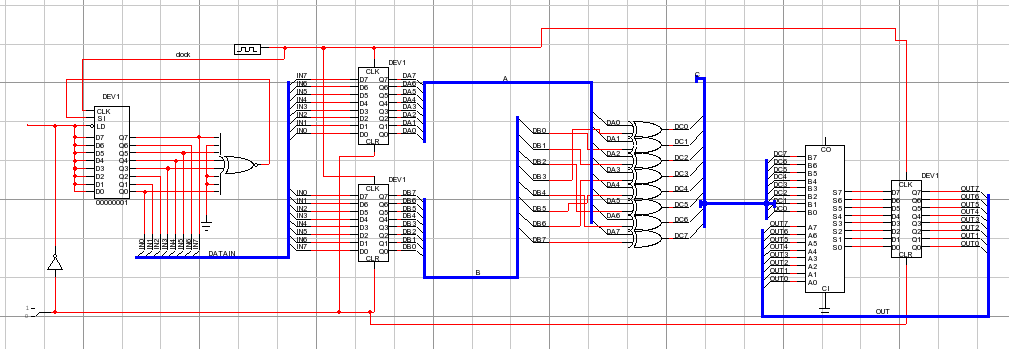 clock
DEV1
CLK
SI
LD
D7 Q7
D6 Q6
D5 Q5
D4 Q4
D3 Q3
D2 Q2
D1 Q1
D0 Q0
00000001
IN0
IN1
IN2
IN3
IN4
IN5
IN6
IN7
DATAIN
1
0
DEV1
CLK
IN7 D7 Q7 DA7
IN6 D6 Q6 DA6
IN5 D5 Q5 DA5
IN4 D4 Q4 DA4
IN3 D3 Q3 DA3
IN2 D2 Q2 DA2
IN1 D1 Q1 DA1
IN0 D0 Q0 DA0
CLR
DEV1
CLK
IN0 D7 Q7 DB7
IN1 D6 Q6 DB6
IN2 D5 Q5 DB5
IN3 D4 Q4 DB4
IN4 D3 Q3 DB3
IN5 D2 Q2 DB2
IN6 D1 Q1 DB1
IN7 D0 Q0 DB0
CLR
A
B
DB0
DB1
DB2
DB3
DB4
DB5
DB6
DB7
DA0
DA1
DA2
DA3
DA4
DA5
DA6
DA7
DC0
DC1
DC2
DC3
DC4
DC5
DC6
DC7
C
I
CO
DC7 B7
DC6 B6
DC5 B5
DC4 B4
DC3 B3
DC2 B2
DC1 B1
DC0 B0
OUT7 A7
OUT6 A6
OUT5 A5
OUT4 A4
OUT3 A3
OUT2 A2
OUT1 A1
OUT0 A0
S7
S6
S5
S4
S3
S2
S1
S0
CI
DEV1
CLK
D7 Q7 OUT7
D6 Q6 OUT6
D5 Q5 OUT5
D4 Q4 OUT4
D3 Q3 OUT3
D2 Q2 OUT2
D1 Q1 OUT1
D0 Q0 OUT0
CLR
OUT